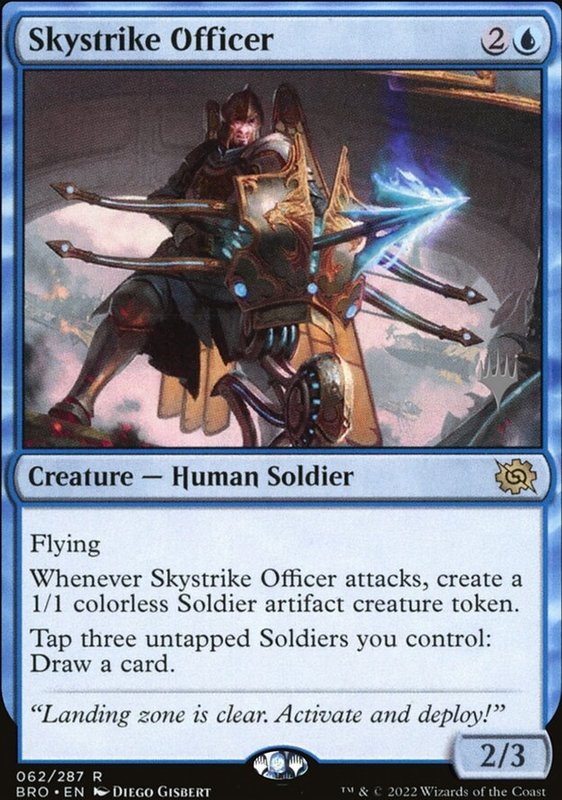 Skystrike Officer 2
Creature — Human Soldier
Flying
Whenever Skystrike Officer attacks, create a
1/1 colorless Soldier artifact creature token.
Tap three untapped Soldiers you control:
Draw a card.
“Landing zone is clear. Activate and deploy!”
2/3
062/287 R
BRO • EN Diego Gisbert
™ & © 2022 Wizards of the Coast